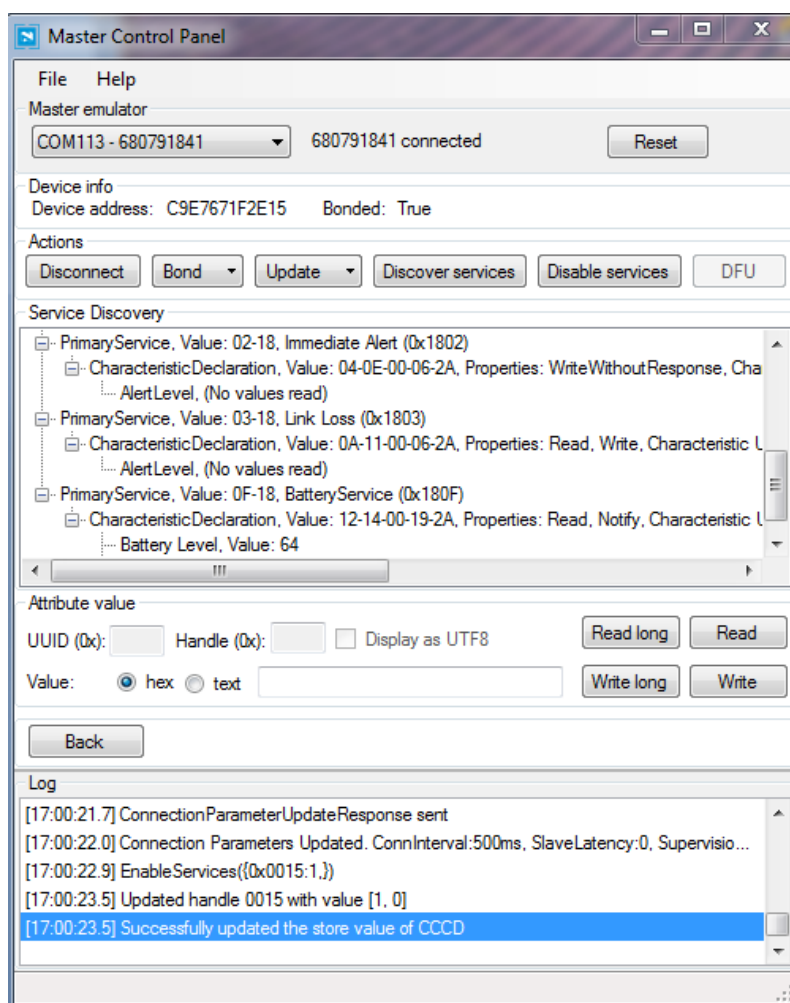 Master Control Panel
File Help
Master emulator
COM113 - 680791841 680791841 connected Reset
Device info
Device address: C9E7671F2E15 Bonded: True
Actions
Disconnect Bond Update Discover services Disable services DFU
Service Discovery
PrimaryService, Value: 02-18, Immediate Alert (0x1802)
CharacteristicDeclaration, Value: 04-0E-00-06-2A, Properties: WriteWithoutResponse, Cha
AlertLevel, (No values read)
PrimaryService, Value: 03-18, Link Loss (0x1803)
CharacteristicDeclaration, Value: 0A-11-00-06-2A, Properties: Read, Write, Characteristic U
AlertLevel, (No values read)
PrimaryService, Value: 0F-18, BatteryService (0x180F)
CharacteristicDeclaration, Value: 12-14-00-19-2A, Properties: Read, Notify, Characteristic U
Battery Level, Value: 64
Attribute value
UUID (0x): Handle (0x): Display as UTF8 Read long Read
Value: hex text Write long Write
Back
Log
[17:00:21.7] ConnectionParameterUpdateResponse sent
[17:00:22.0] Connection Parameters Updated. ConnInterval:500ms, SlaveLatency:0, Supervisio...
[17:00:22.9] EnableServices({0x0015:1,})
[17:00:23.5] Updated handle 0015 with value [1, 0]
[17:00:23.5] Successfully updated the store value of CCCD